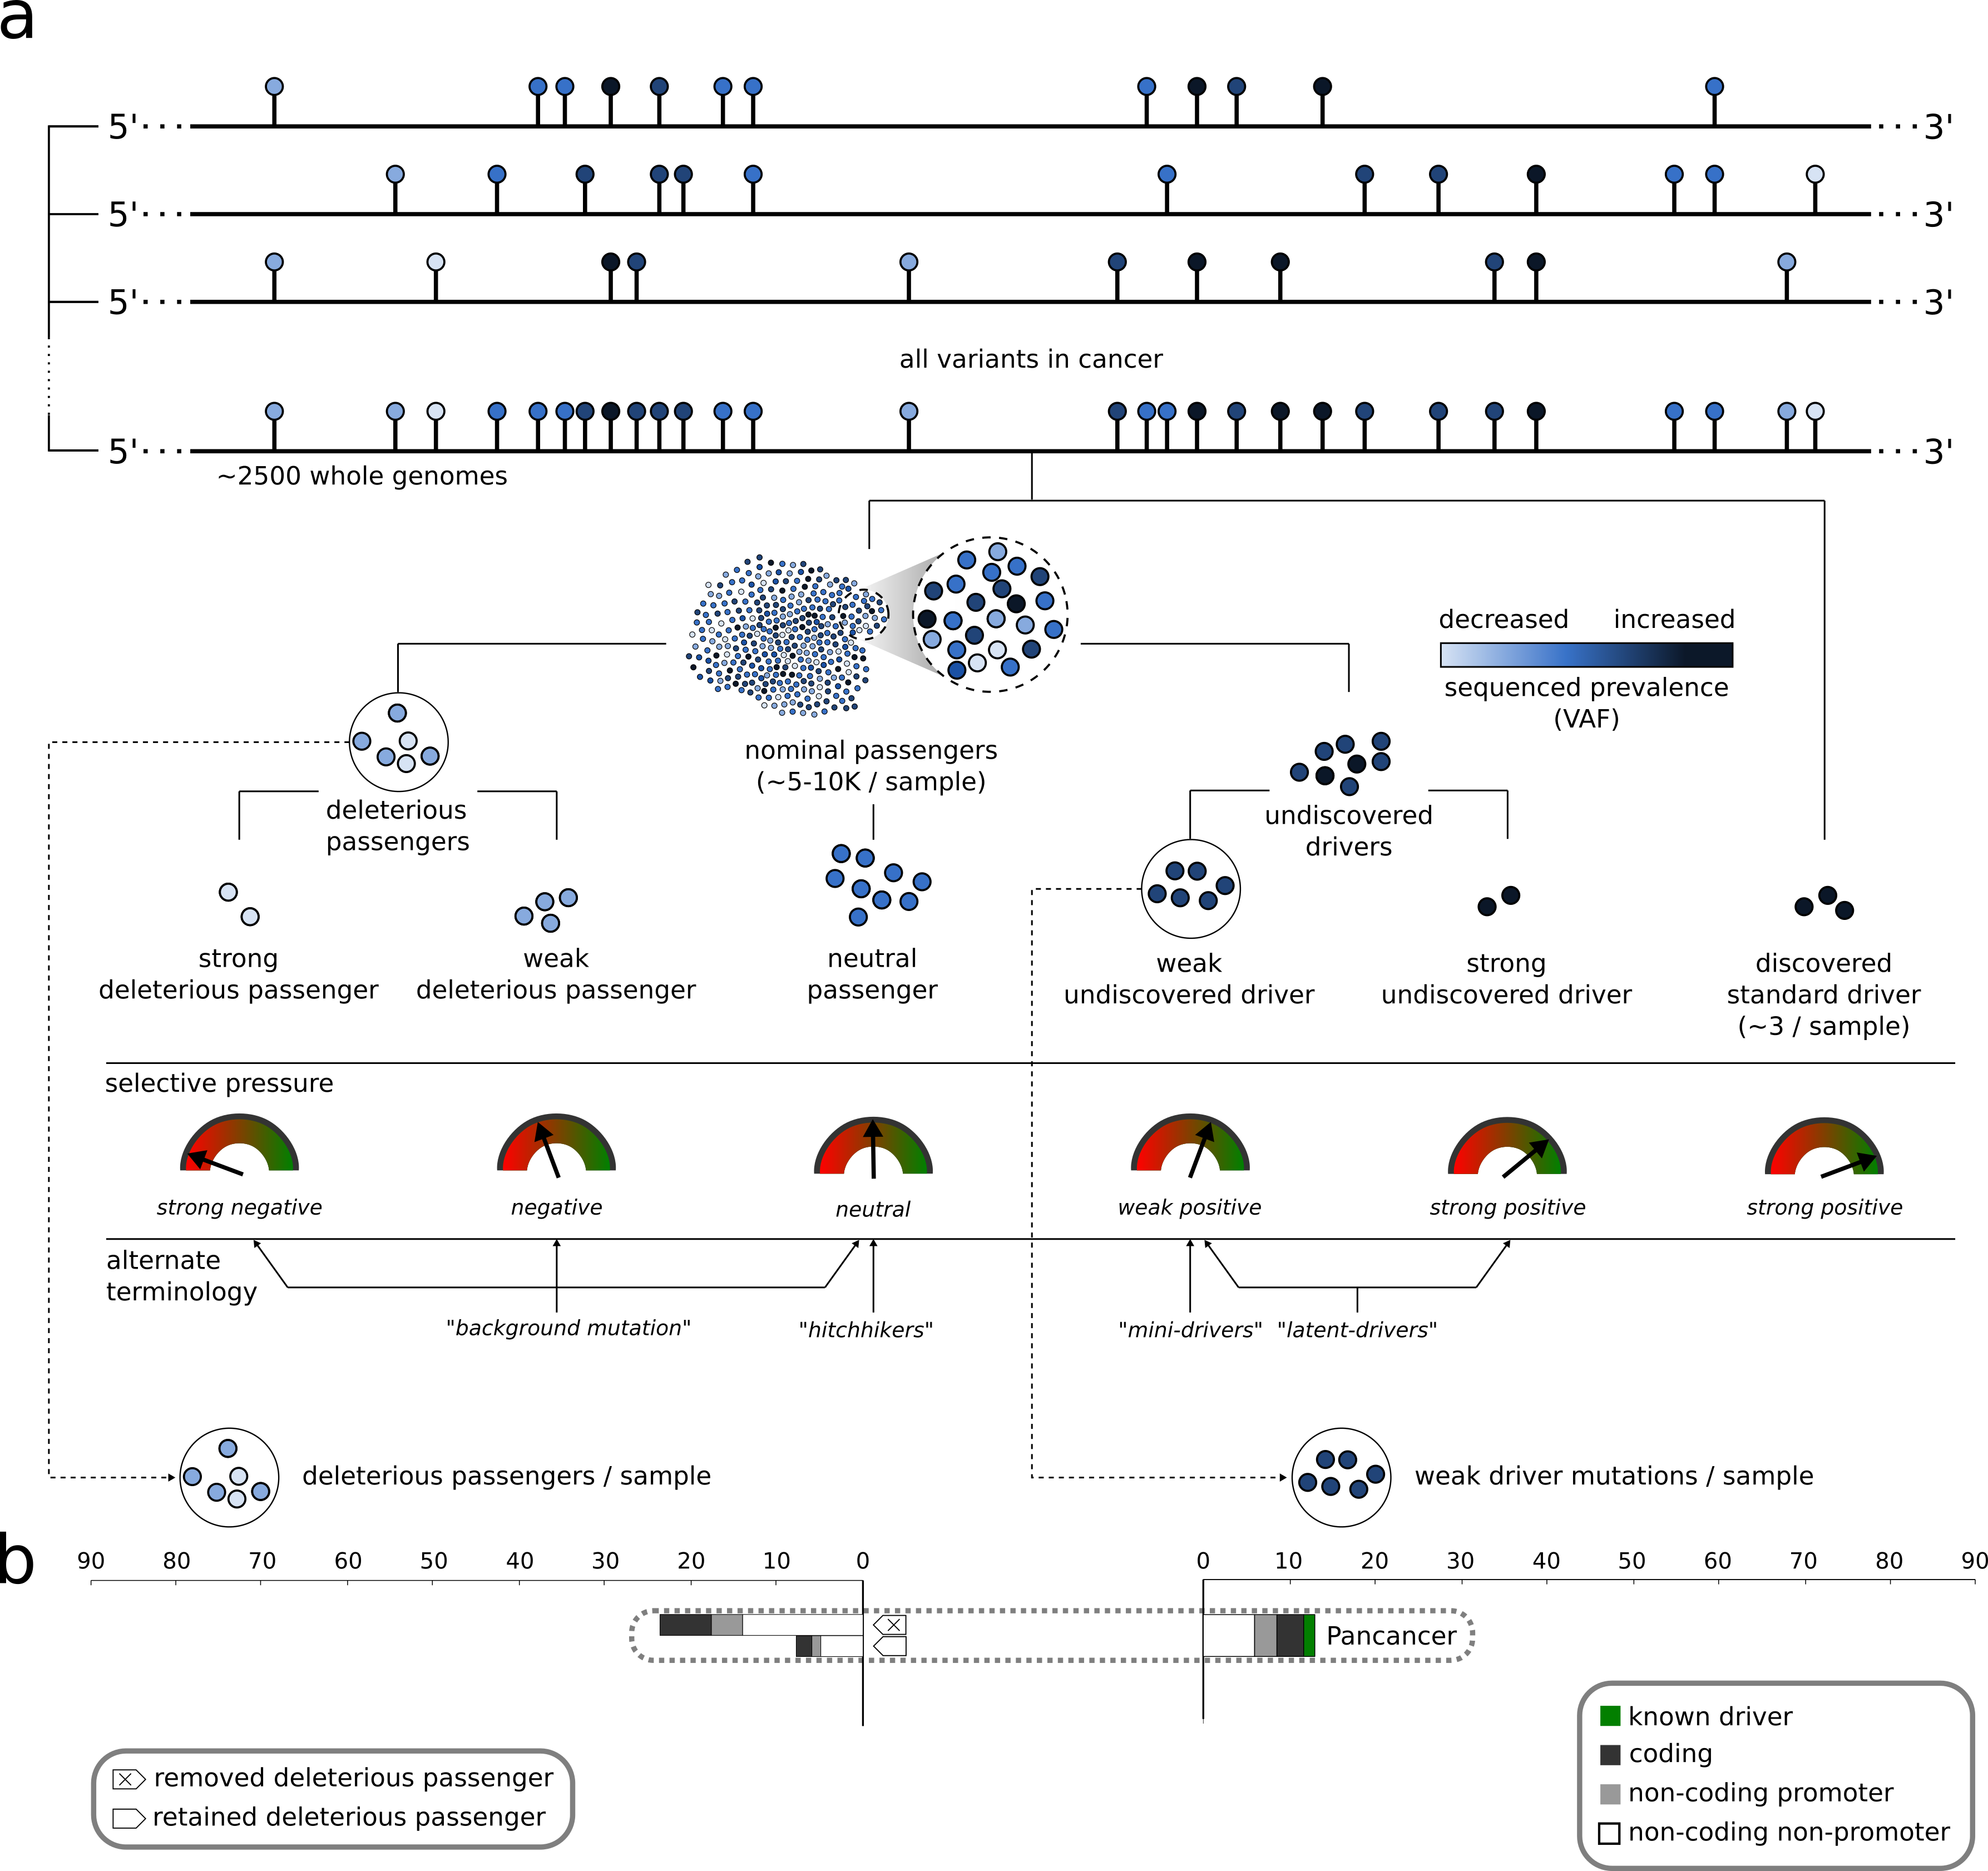 a
5'
3'
5'
3'
5'
3'
all variants in cancer
5'
3'
~2500 whole genomes
decreased increased
sequenced prevalence
(VAF)
nominal passengers
(~5-10K / sample)
deleterious
passengers
undiscovered
drivers
strong
deleterious passenger
weak
deleterious passenger
neutral
passenger
weak
undiscovered driver
strong
undiscovered driver
discovered
standard driver
(~3 / sample)
selective pressure
strong negative
negative
neutral
weak positive
strong positive
strong positive
alternate
terminology
"background mutation"
"hitchhikers"
"mini-drivers"
"latent-drivers"
deleterious passengers / sample
weak driver mutations / sample
b
90 80 70 60 50 40 30 20 10 0
0 10 20 30 40 50 60 70 80 90
Pancancer
removed deleterious passenger
retained deleterious passenger
known driver
coding
non-coding promoter
non-coding non-promoter